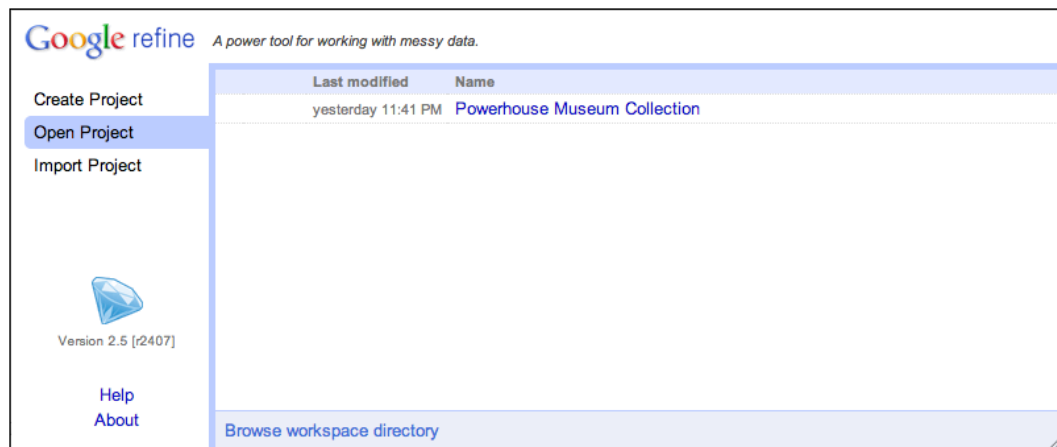 Google refine A power tool for working with messy data.
Create Project
Open Project
Import Project
Version 2.5 [r2407]
Help
About
Last modified Name
yesterday 11:41 PM Powerhouse Museum Collection
Browse workspace directory